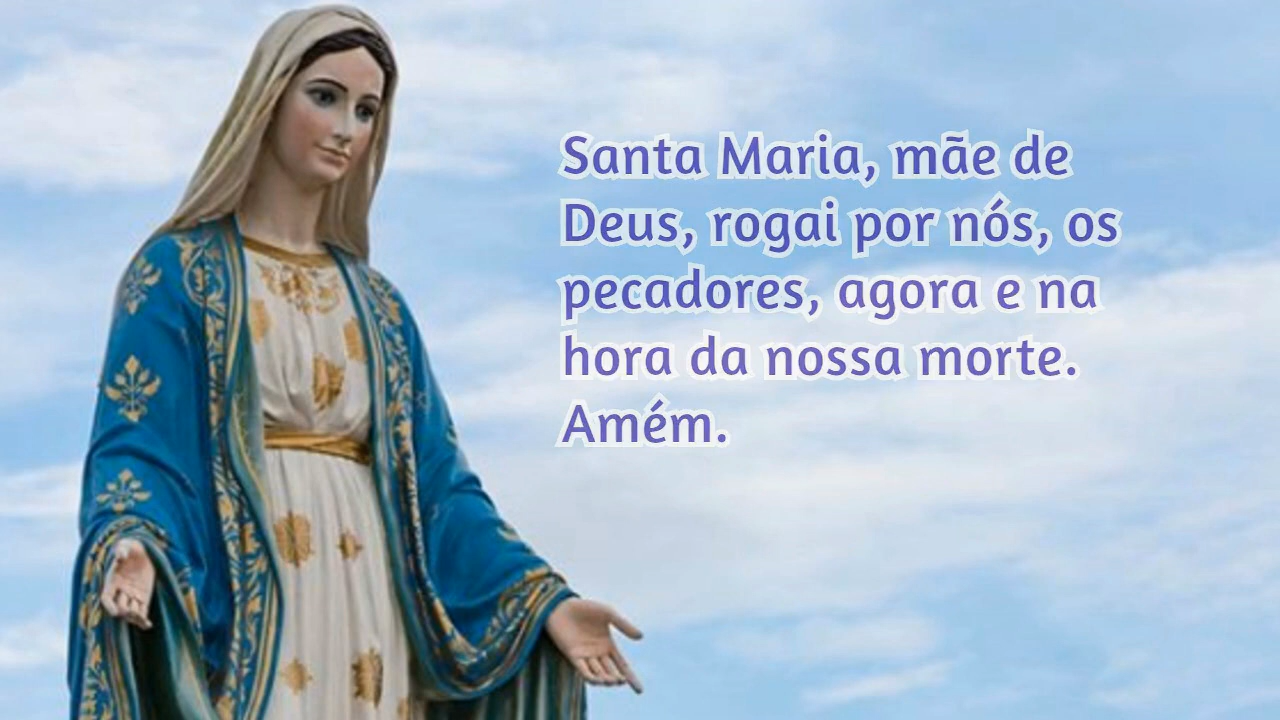 Santa Maria, mãe de
Deus, rogai por nós, os
pecadores, agora e na
hora da nossa morte.
Amém.